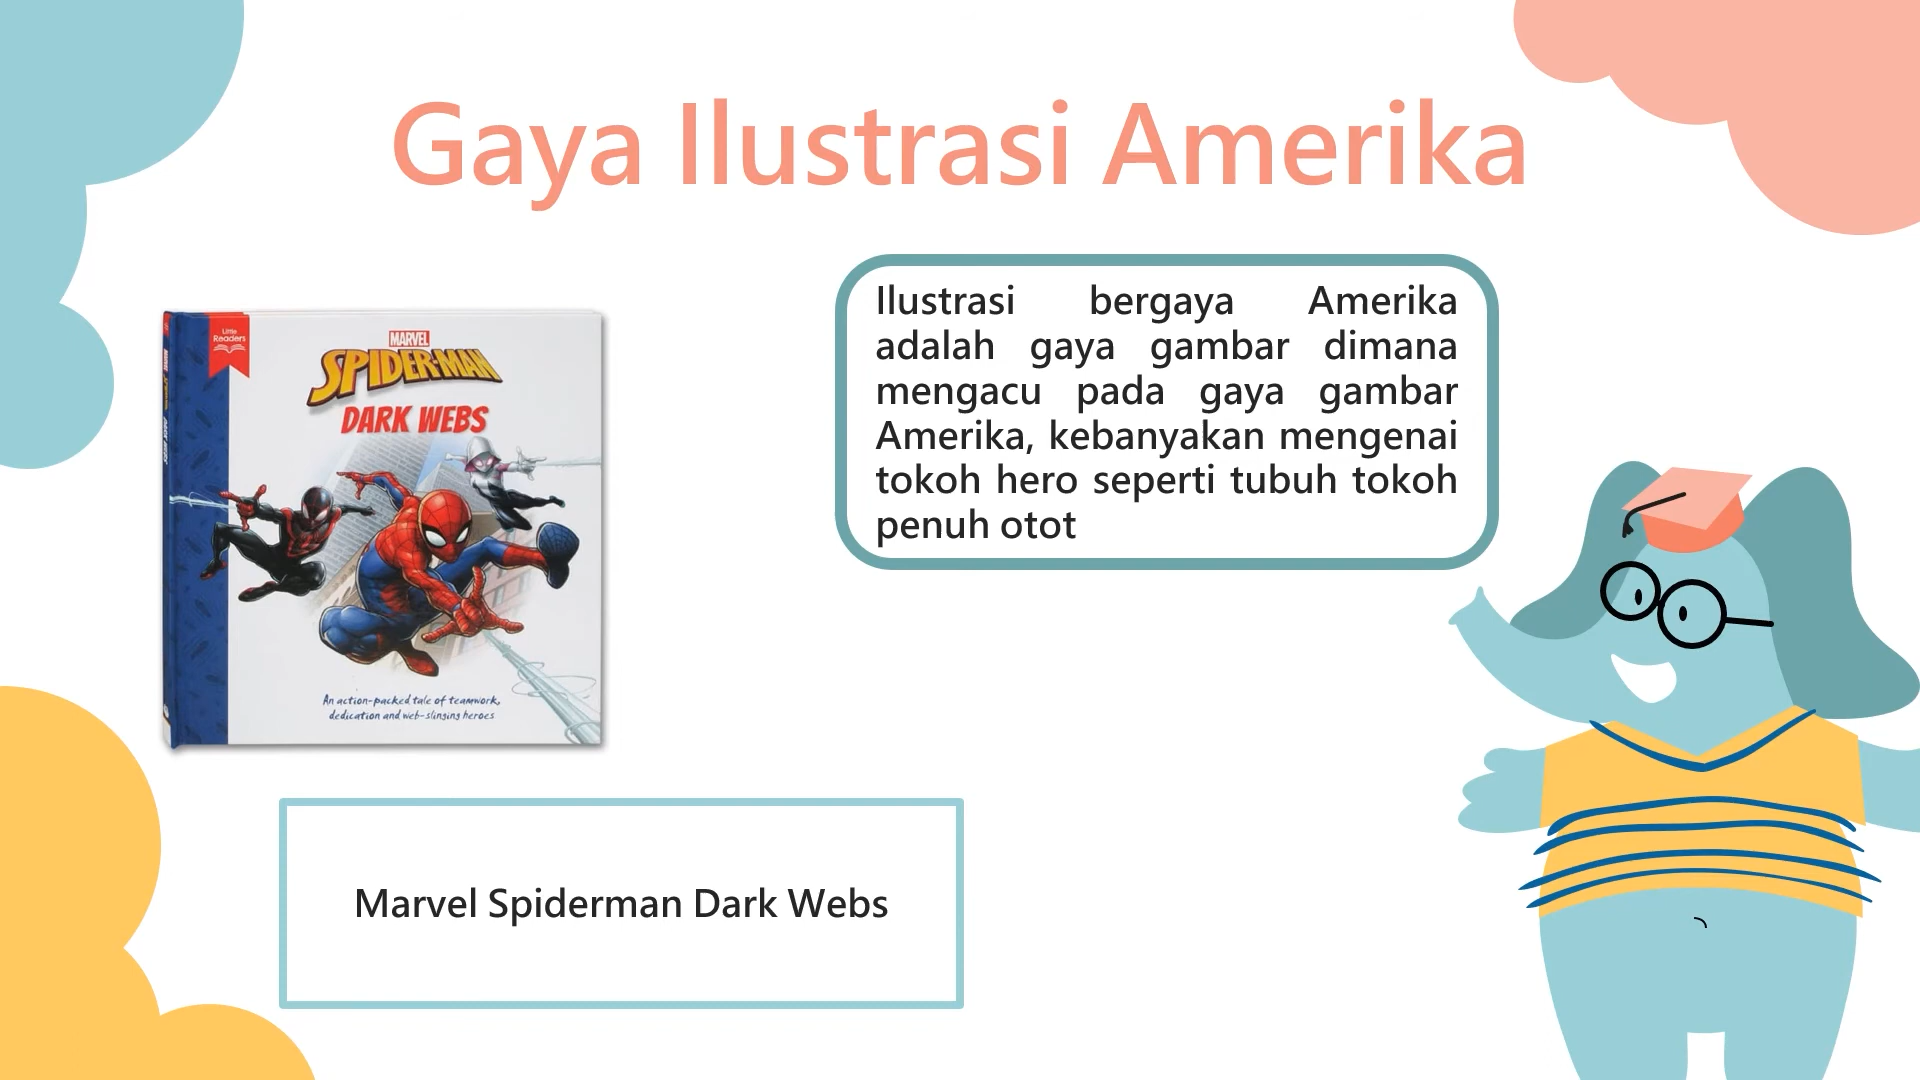 Gaya Ilustrasi Amerika
Ilustrasi bergaya Amerika
adalah gaya gambar dimana
mengacu pada gaya gambar
Amerika, kebanyakan mengenai
tokoh hero seperti tubuh tokoh
penuh otot
Little
Readers
MARVEL
SPIDER-MAN
DARK WEBS
An action-packed tale of teamwork,
dedication and web-slinging heroes
Marvel Spiderman Dark Webs